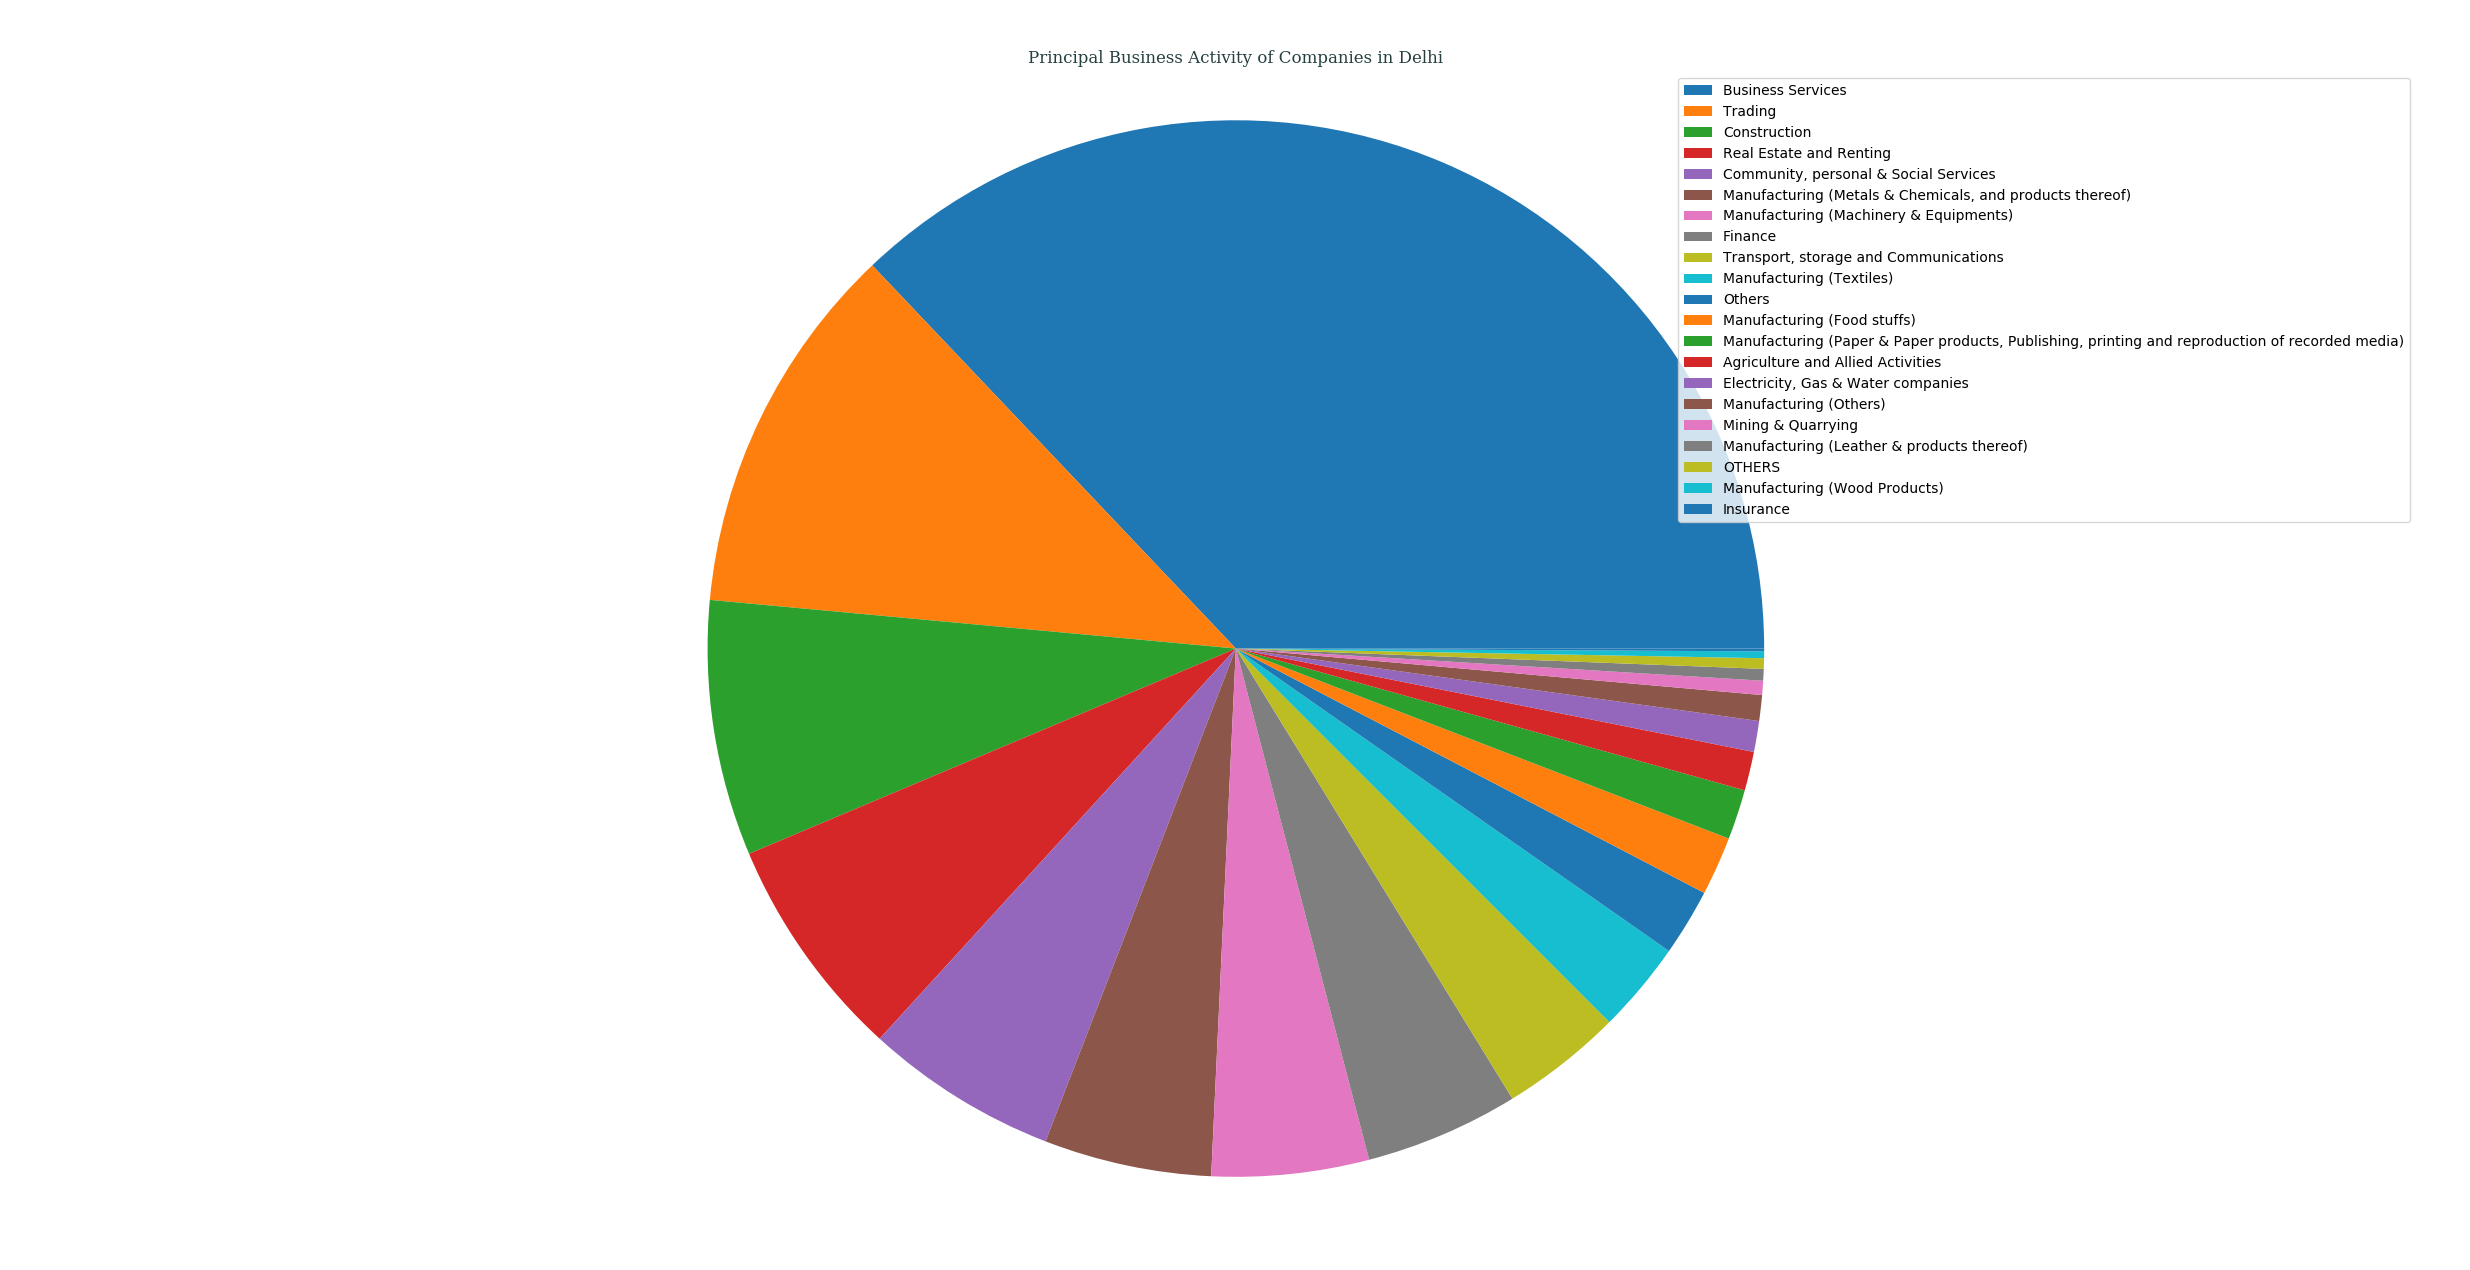 Principal Business Activity of Companies in Delhi
Business Services
Trading
Construction
Real Estate and Renting
Community, personal & Social Services
Manufacturing (Metals & Chemicals, and products thereof)
Manufacturing (Machinery & Equipments)
Finance
Transport, storage and Communications
Manufacturing (Textiles)
Others
Manufacturing (Food stuffs)
Manufacturing (Paper & Paper products, Publishing, printing and reproduction of recorded media)
Agriculture and Allied Activities
Electricity, Gas & Water companies
Manufacturing (Others)
Mining & Quarrying
Manufacturing (Leather & products thereof)
OTHERS
Manufacturing (Wood Products)
Insurance